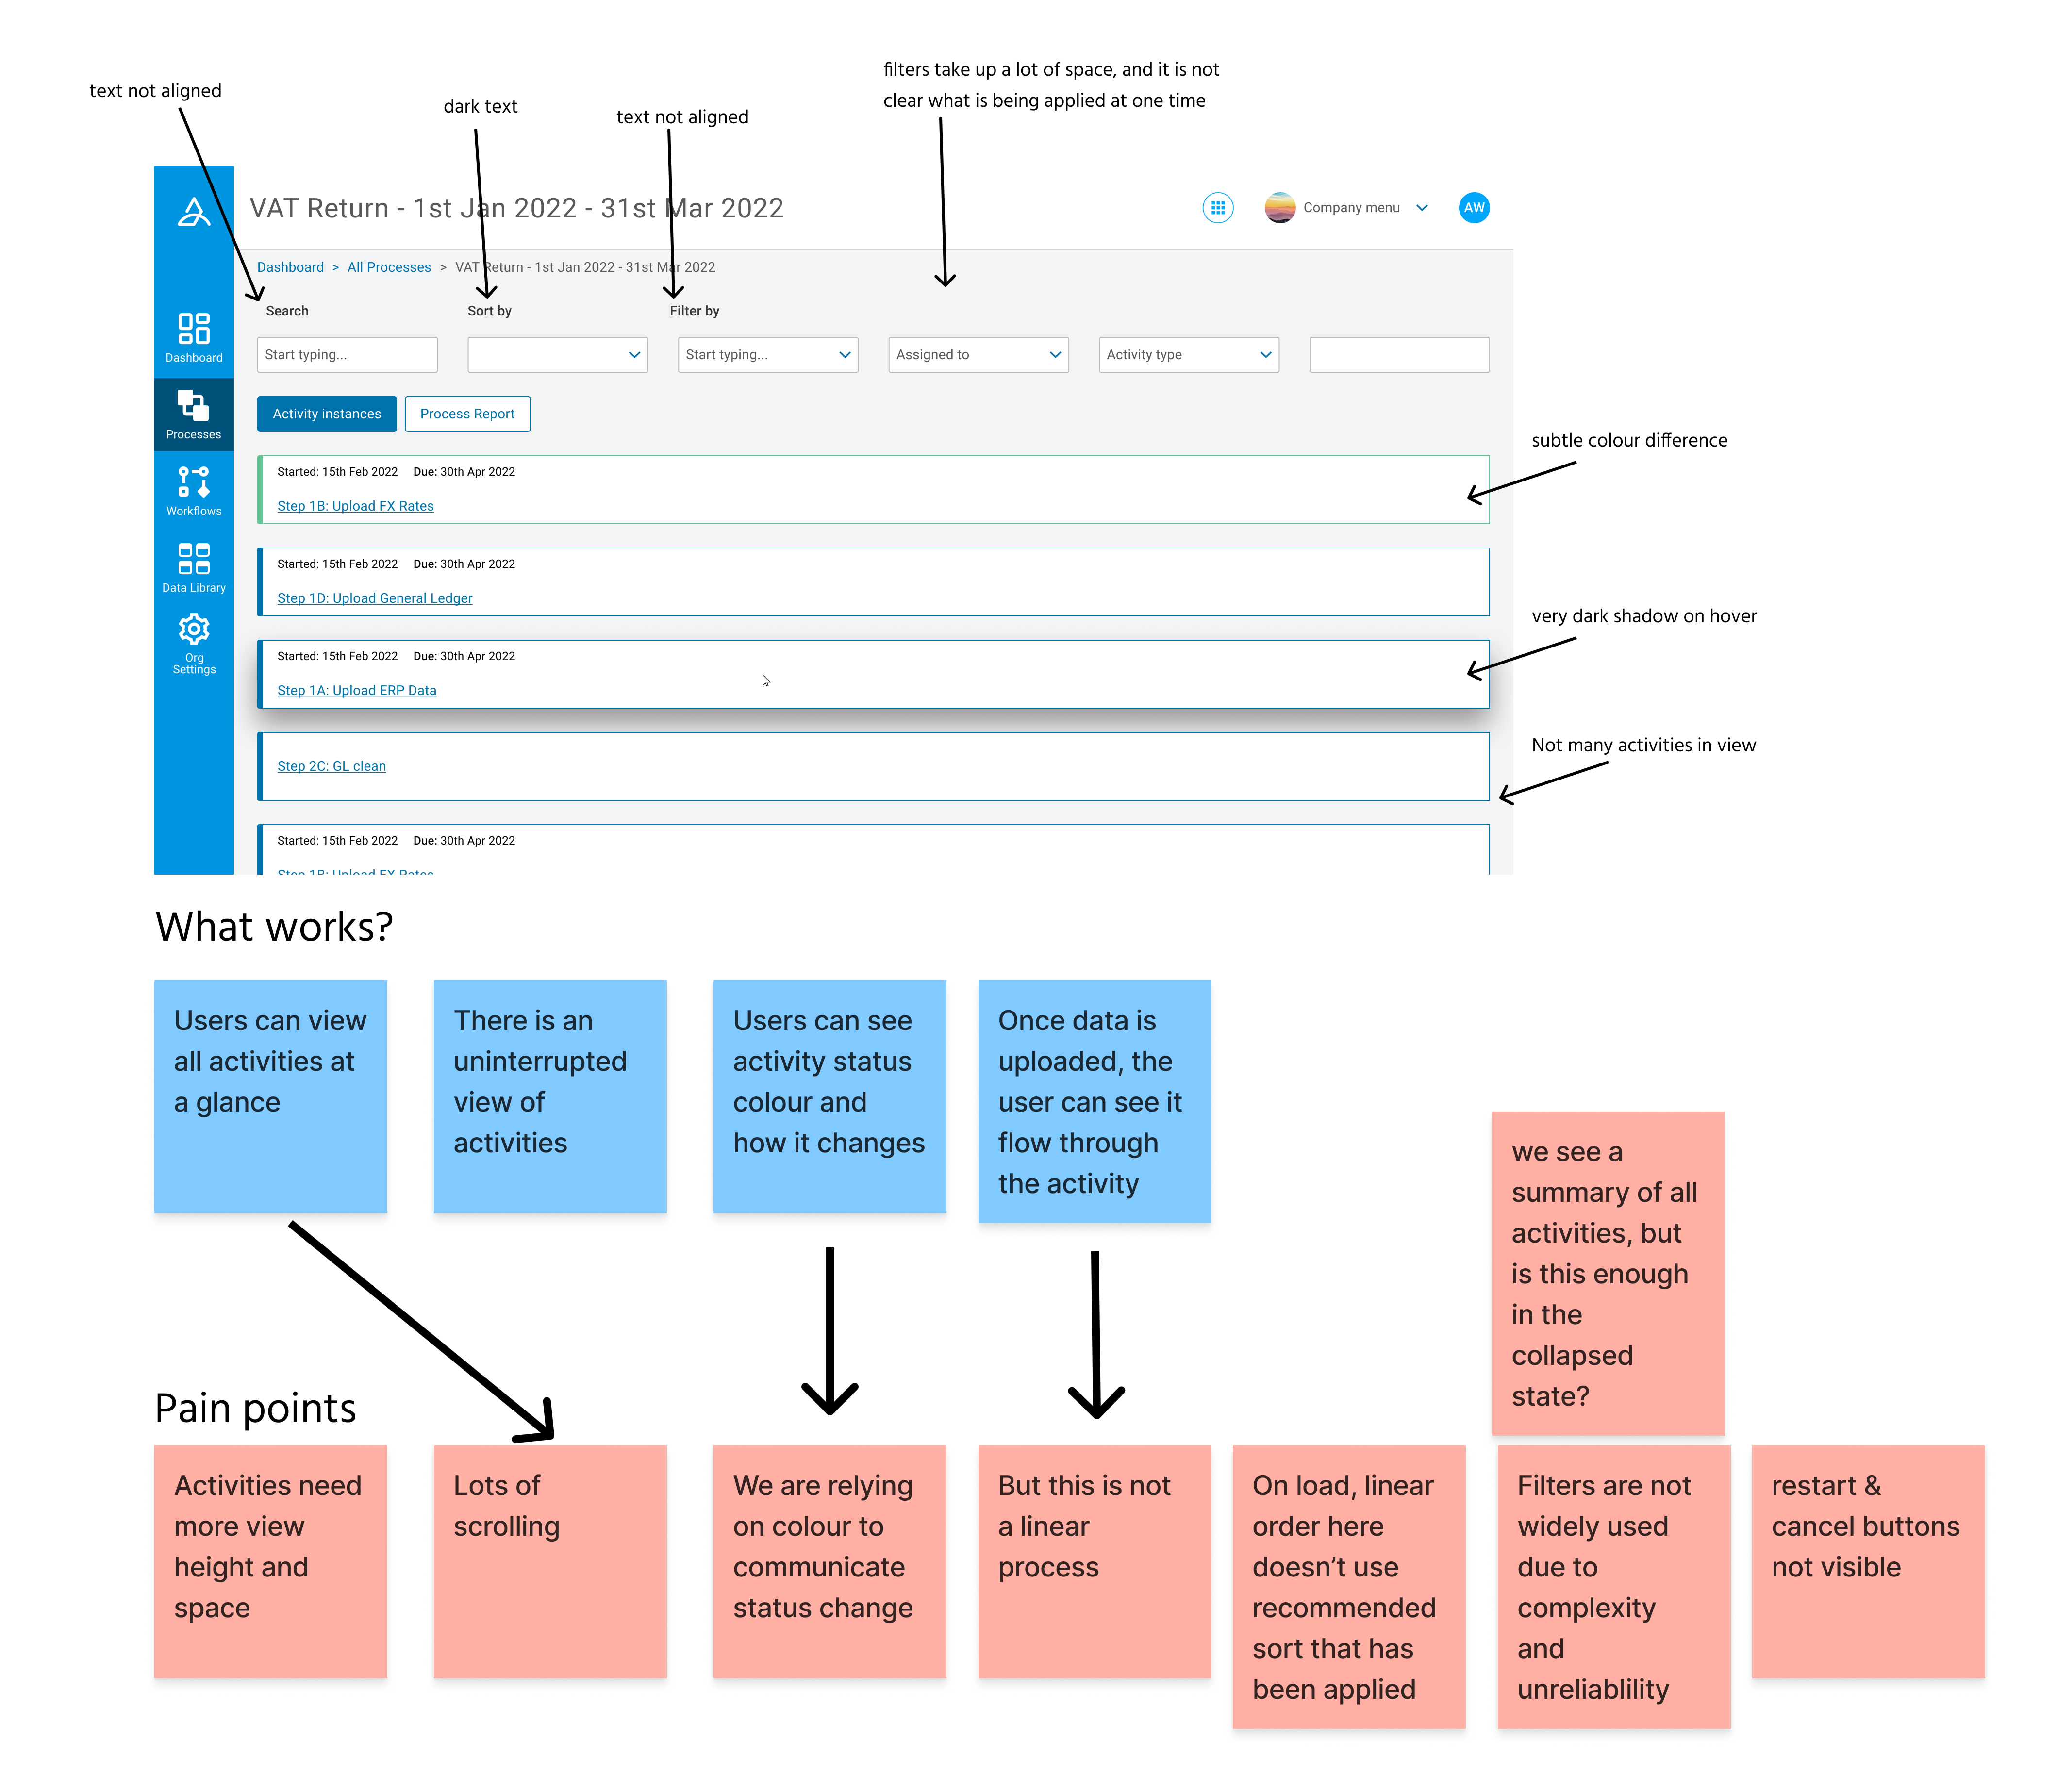 filters take up a lot of space, and it is not
clear what is being applied at one time
text not aligned
dark text
text not aligned
VAT Return - 1st Jan 2022 - 31st Mar 2022
Company menu
AW
Dashboard > All Processes > VAT Return - 1st Jan 2022 - 31st Mar 2022
Search
Sort by
Filter by
Start typing...
Start typing...
Assigned to
Activity type
Dashboard
Processes
Workflows
Data Library
Org
Settings
Activity instances
Process Report
subtle colour difference
Started: 15th Feb 2022 Due: 30th Apr 2022
Step 1B: Upload FX Rates
Started: 15th Feb 2022 Due: 30th Apr 2022
Step 1D: Upload General Ledger
very dark shadow on hover
Started: 15th Feb 2022 Due: 30th Apr 2022
Step 1A: Upload ERP Data
Not many activities in view
Step 2C: GL clean
Started: 15th Feb 2022 Due: 30th Apr 2022
Step 1B: Upload FX Rates
What works?
Users can view
all activities at
a glance
There is an
uninterrupted
view of
activities
Users can see
activity status
colour and
how it changes
Once data is
uploaded, the
user can see it
flow through
the activity
we see a
summary of all
activities, but
is this enough
in the
collapsed
state?
Pain points
Activities need
more view
height and
space
Lots of
scrolling
We are relying
on colour to
communicate
status change
But this is not
a linear
process
On load, linear
order here
doesn't use
recommended
sort that has
been applied
Filters are not
widely used
due to
complexity
and
unreliablility
restart &
cancel buttons
not visible